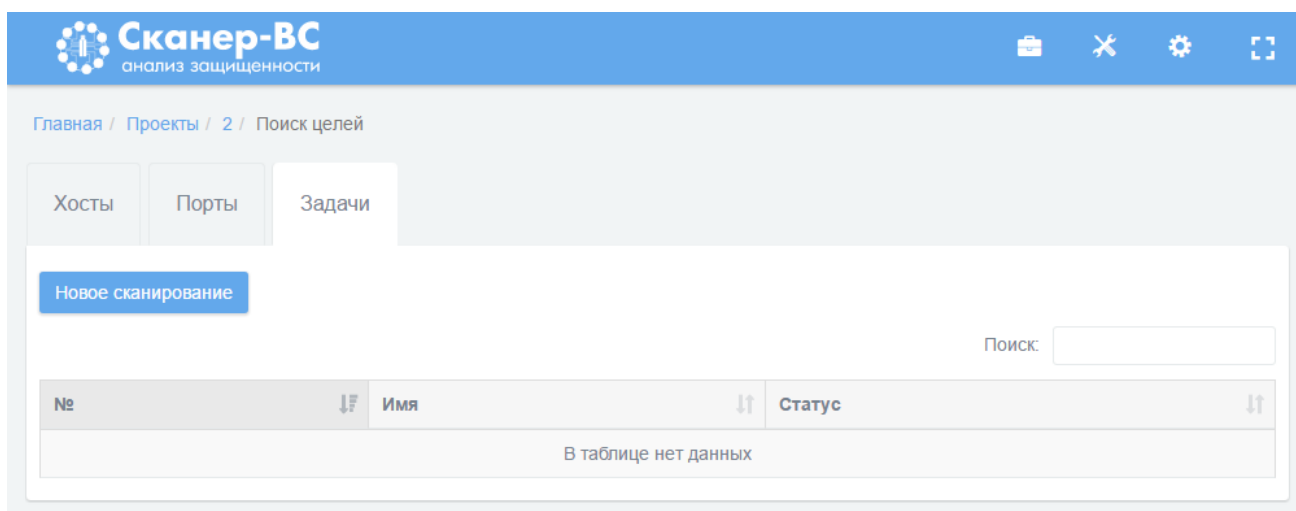 Сканер-ВС
анализ защищенности
Главная / Проекты / 2 / Поиск целей
Хосты Порты Задачи
Новое сканирование
Поиск:
№ Имя Статус
В таблице нет данных